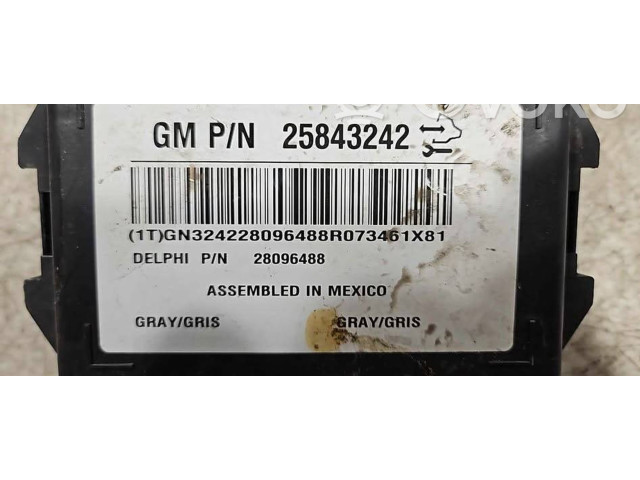 GM P/N 25843242
(1T)GN324228096488R073461X81
DELPHI P/N 28096488
ASSEMBLED IN MEXICO
GRAY/GRIS GRAY/GRIS